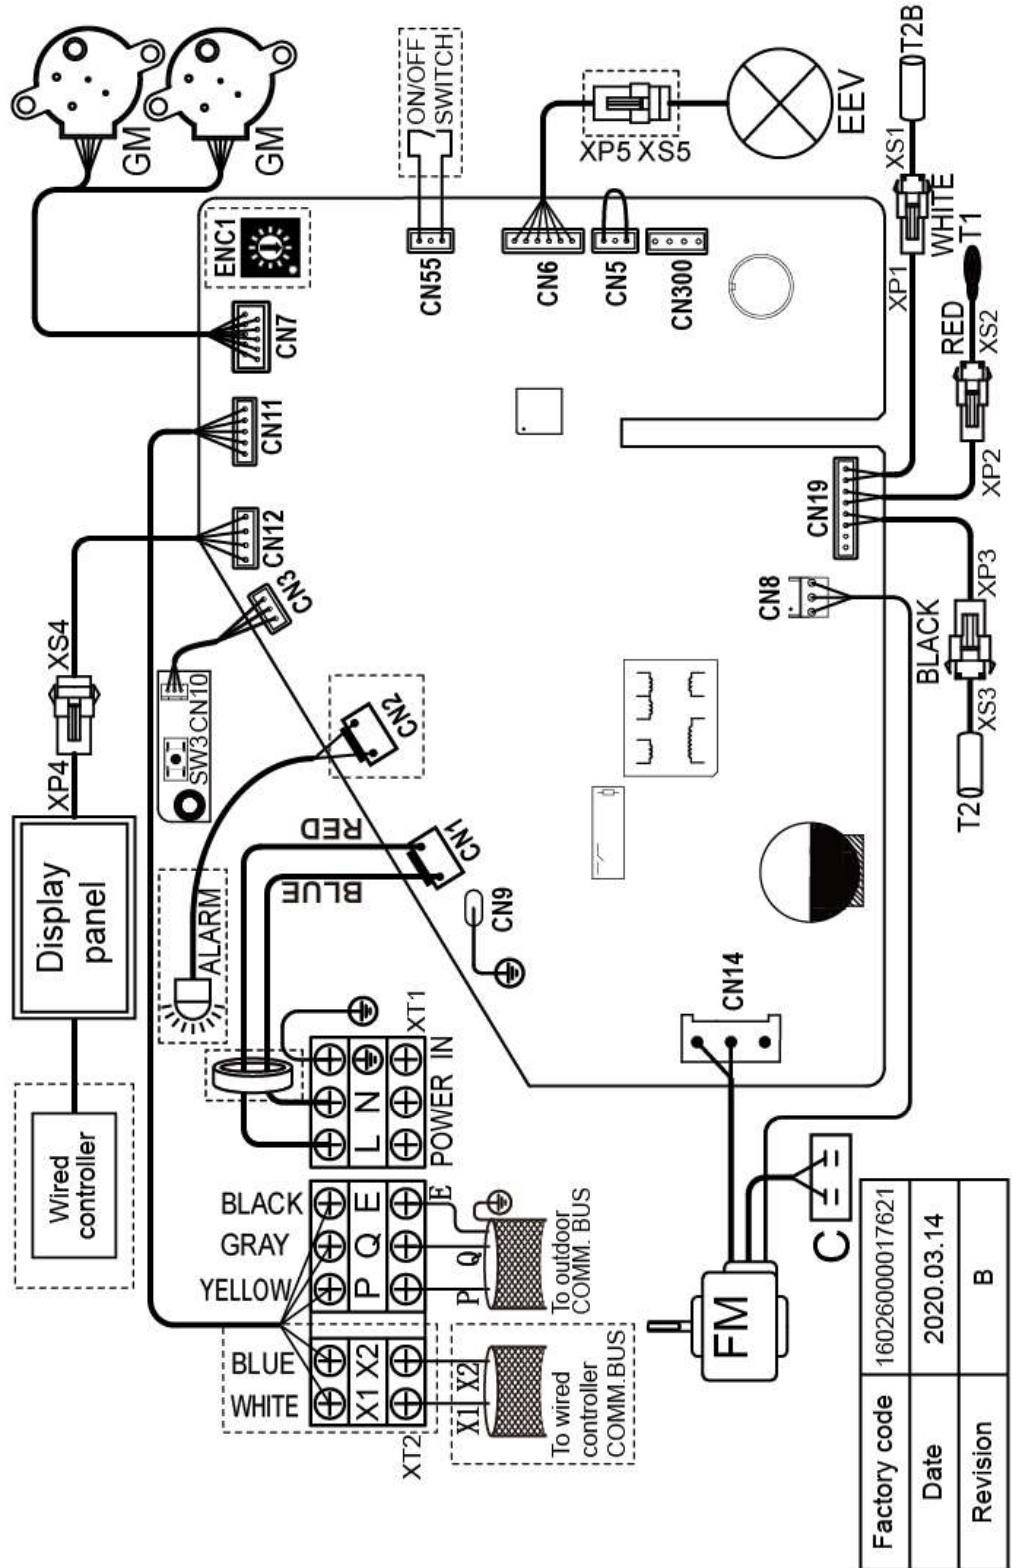 GM
GM
ON/OFF
SWITCH
XP5 XS5
EEV
T2B
XS1
WHITE
XP1
T1
RED
XS2
XP2
ENC1
CN55
CN6
CN5
CN300
CN7
CN11
CN12
CN3
XS4
XP4
SW3
CN10
CN2
RED
BLUE
CN1
CN9
CN19
CN8
XP3
BLACK
XS3
T2
CN14
Display
panel
ALARM
Wired
controller
L N
XT1
POWER IN
BLACK
GRAY
YELLOW
BLUE
WHITE
P Q E
X1 X2
XT2
P Q E
To outdoor
COMM. BUS
X1 X2
To wired
controller
COMM.BUS
FM
C
Factory code 16026000017621
Date 2020.03.14
Revision B